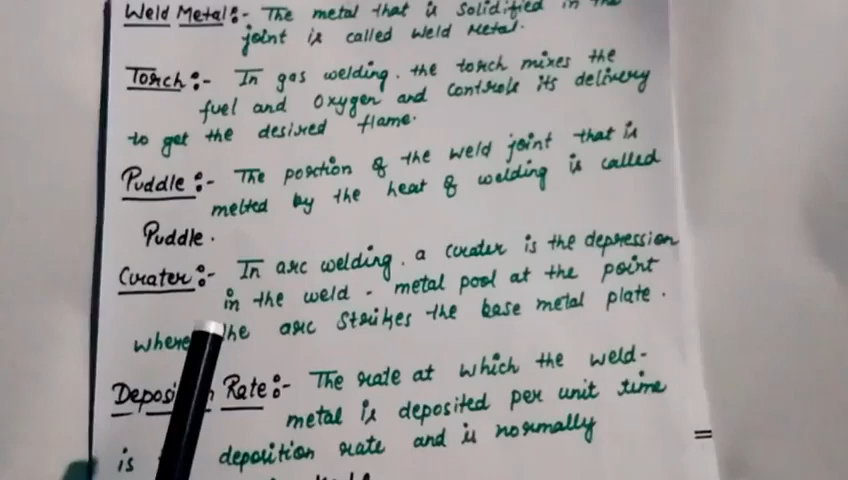 Weld Metal:- The metal that is solidified in the
joint is called Weld Metal.
Torch:- In gas welding. the torch mixes the
fuel and Oxygen and controls its delivery
to get the desired flame.
Puddle:- The portion of the weld joint that is
melted by the heat of welding is called
Puddle.
Crater:- In arc welding. a crater is the depression
in the weld - metal pool at the point
where the arc strikes the base metal plate.
Deposi Rate:- The rate at which the weld-
metal is deposited per unit time
is deposition rate and is normally